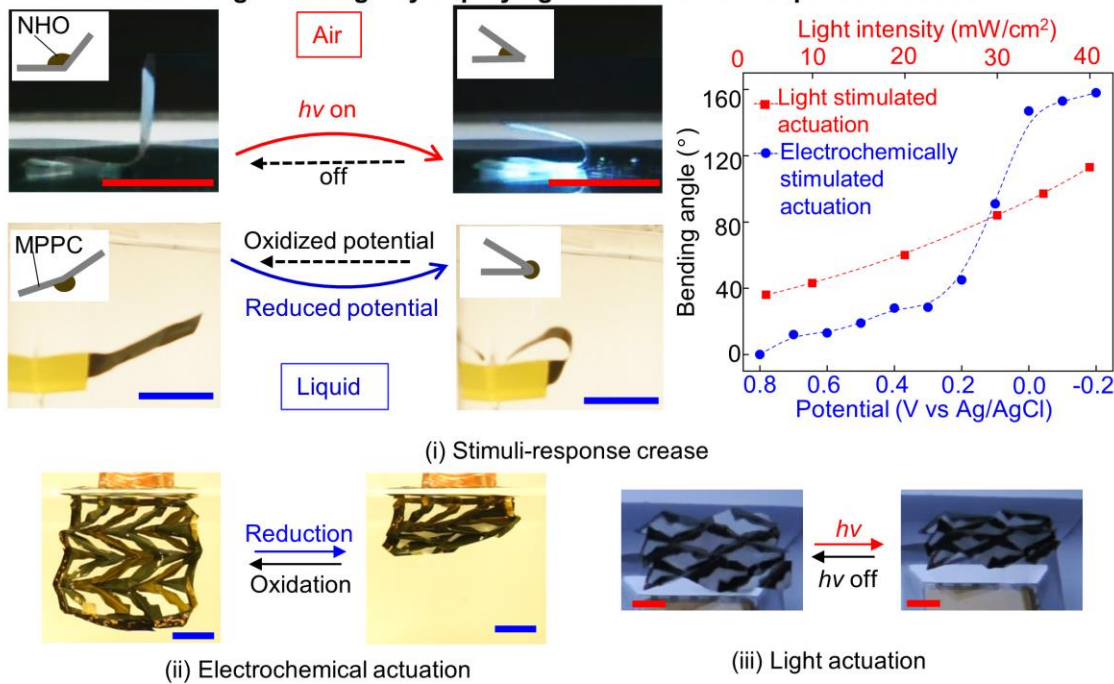 NHO
Air
hv on
off
MPPC
Oxidized potential
Reduced potential
Liquid
Light intensity (mW/cm²)
0 10 20 30 40
Light stimulated
actuation
Electrochemically
stimulated
actuation
Bending angle (°)
160
120
80
40
0
0.8 0.6 0.4 0.2 0.0 -0.2
Potential (V vs Ag/AgCl)
(i) Stimuli-response crease
Reduction
Oxidation
hv
hv off
(ii) Electrochemical actuation
(iii) Light actuation